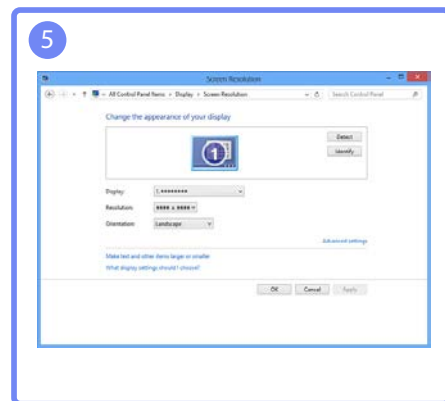 5
Screen Resolution
All Control Panel Items ▸ Display ▸ Screen Resolution
Search Control Panel
Change the appearance of your display
1
Detect
Identify
Display: 1.********
Resolution: **** x ****
Orientation: Landscape
Advanced settings
Make text and other items larger or smaller
What display settings should I choose?
OK Cancel Apply